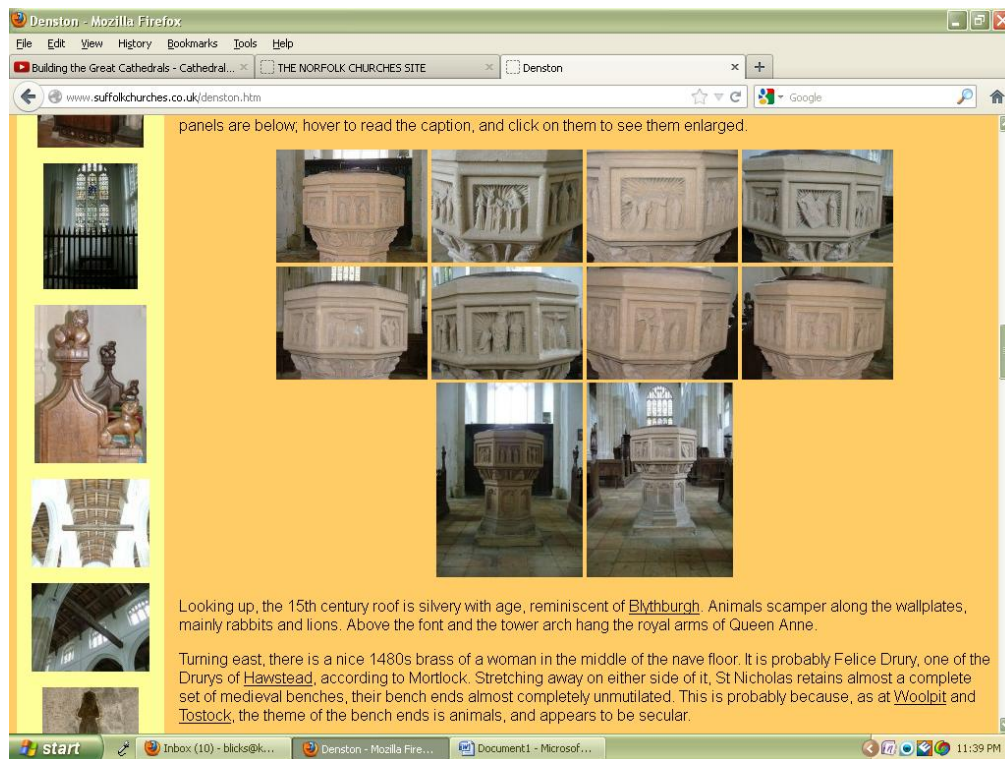 Denston - Mozilla Firefox
File Edit View History Bookmarks Tools Help
Building the Great Cathedrals - Cathedral... THE NORFOLK CHURCHES SITE Denston
www.suffolkchurches.co.uk/denston.htm Google
panels are below; hover to read the caption, and click on them to see them enlarged.
Looking up, the 15th century roof is silvery with age, reminiscent of Blythburgh. Animals scamper along the wallplates,
mainly rabbits and lions. Above the font and the tower arch hang the royal arms of Queen Anne.
Turning east, there is a nice 1480s brass of a woman in the middle of the nave floor. It is probably Felice Drury, one of the
Drurys of Hawstead, according to Mortlock. Stretching away on either side of it, St Nicholas retains almost a complete
set of medieval benches, their bench ends almost completely unmutilated. This is probably because, as at Woolpit and
Tostock, the theme of the bench ends is animals, and appears to be secular.
start Inbox (10) - blicks@k... Denston - Mozilla Fire... Document1 - Microsof... 11:39 PM